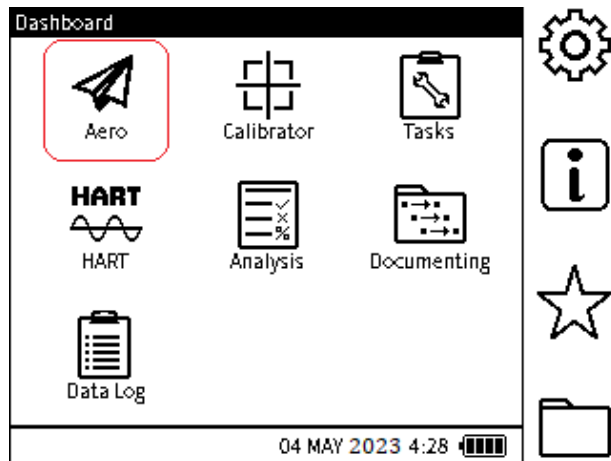 Dashboard
Aero Calibrator Tasks
HART
HART Analysis Documenting
Data Log
04 MAY 2023 4:28